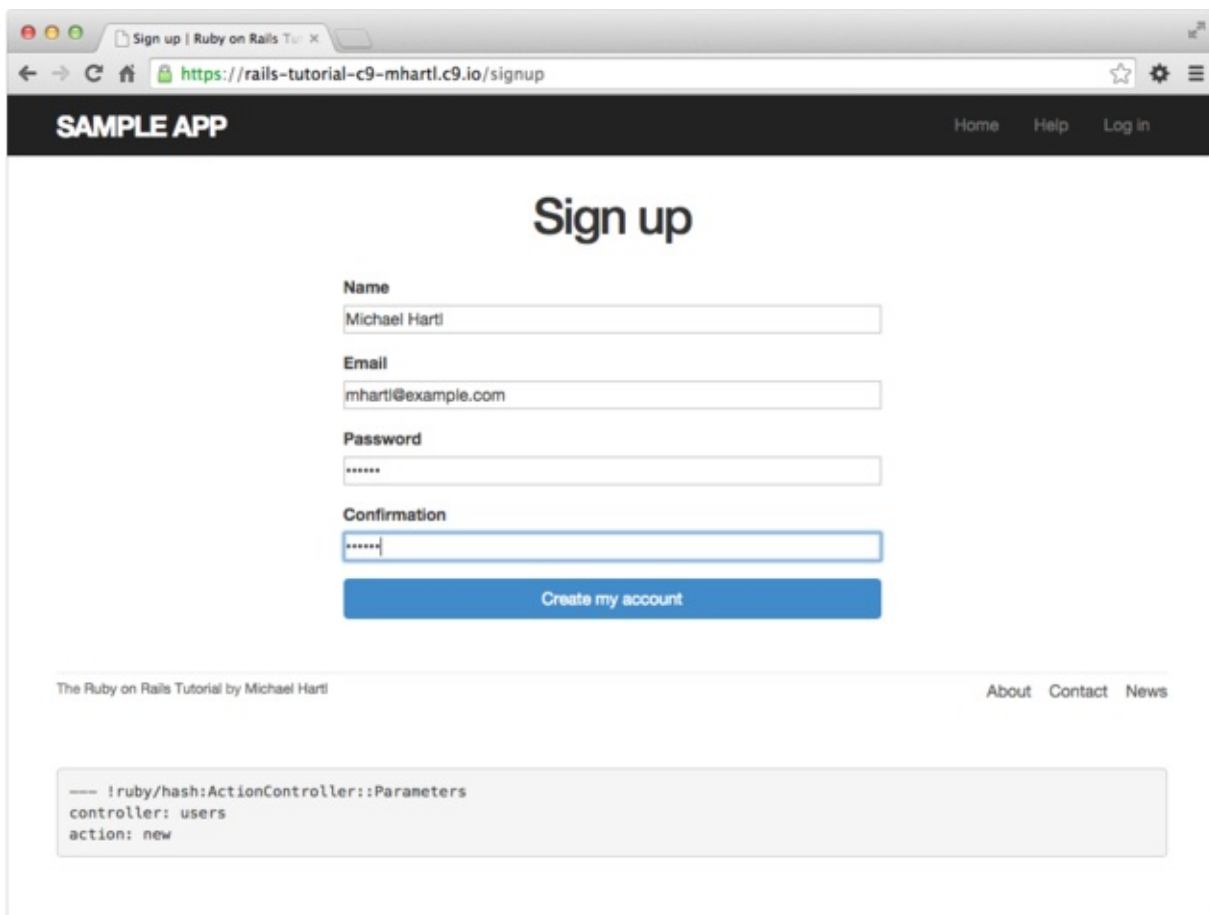 Sign up | Ruby on Rails Tu
https://rails-tutorial-c9-mhartl.c9.io/signup
SAMPLE APP
Home Help Log in
Sign up
Name
Michael Hartl
Email
mhartl@example.com
Password
••••••
Confirmation
••••••
Create my account
The Ruby on Rails Tutorial by Michael Hartl
About Contact News
--- !ruby/hash:ActionController::Parameters
controller: users
action: new